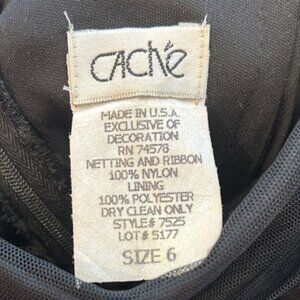 Caché
MADE IN U.S.A.
EXCLUSIVE OF
DECORATION
RN 74578
NETTING AND RIBBON
100% NYLON
LINING
100% POLYESTER
DRY CLEAN ONLY
STYLE# 7525
LOT# 5177
SIZE 6